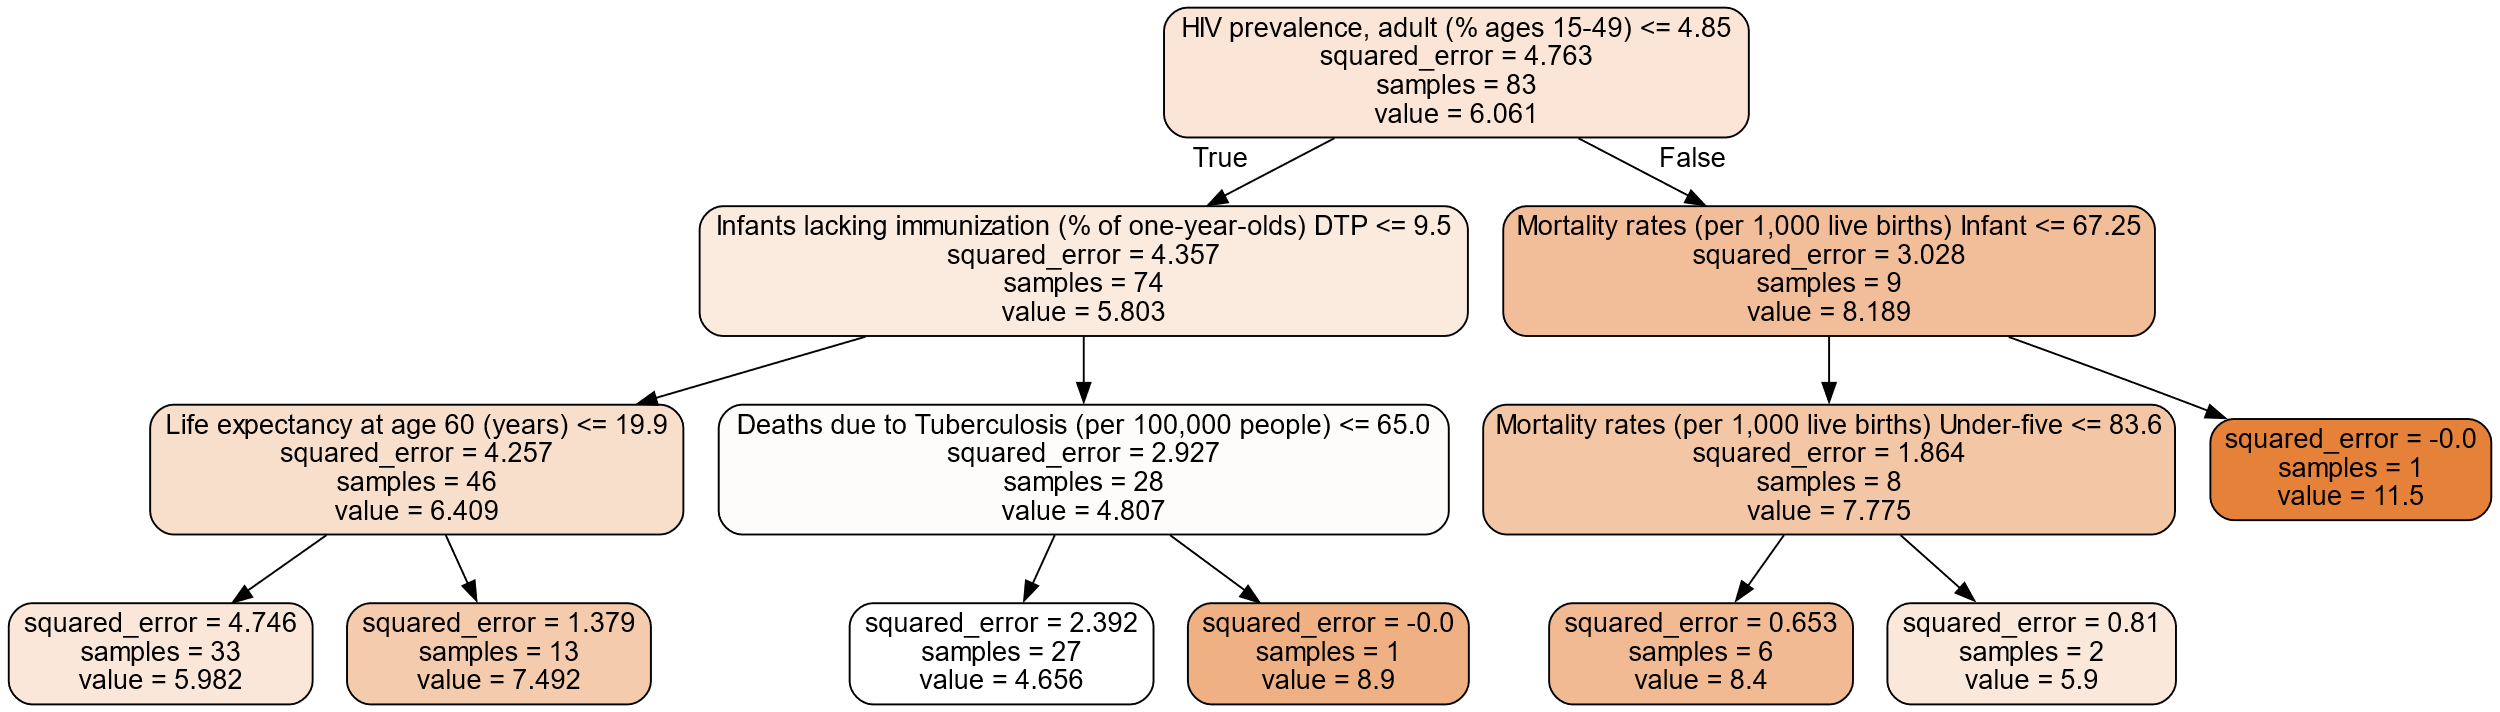 HIV prevalence, adult (% ages 15-49) <= 4.85
squared_error = 4.763
samples = 83
value = 6.061
True
False
Infants lacking immunization (% of one-year-olds) DTP <= 9.5
squared_error = 4.357
samples = 74
value = 5.803
Mortality rates (per 1,000 live births) Infant <= 67.25
squared_error = 3.028
samples = 9
value = 8.189
Life expectancy at age 60 (years) <= 19.9
squared_error = 4.257
samples = 46
value = 6.409
Deaths due to Tuberculosis (per 100,000 people) <= 65.0
squared_error = 2.927
samples = 28
value = 4.807
Mortality rates (per 1,000 live births) Under-five <= 83.6
squared_error = 1.864
samples = 8
value = 7.775
squared_error = -0.0
samples = 1
value = 11.5
squared_error = 4.746
samples = 33
value = 5.982
squared_error = 1.379
samples = 13
value = 7.492
squared_error = 2.392
samples = 27
value = 4.656
squared_error = -0.0
samples = 1
value = 8.9
squared_error = 0.653
samples = 6
value = 8.4
squared_error = 0.81
samples = 2
value = 5.9